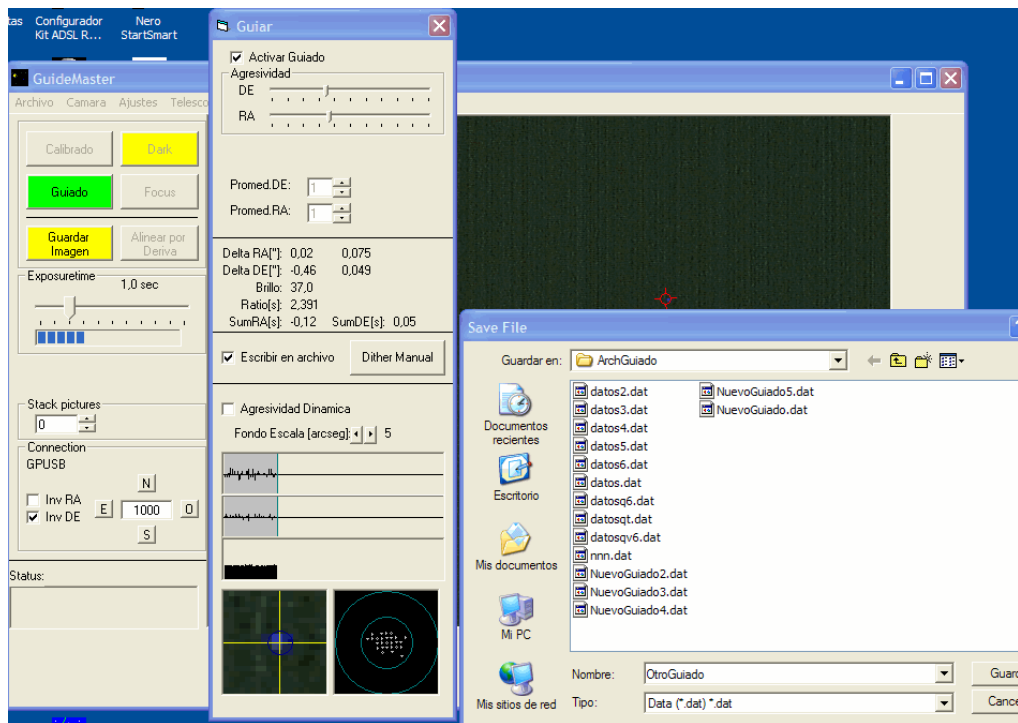 tas
Configurador
Kit ADSL R...
Nero
StartSmart
GuideMaster
Archivo Camara Ajustes Telesco
Calibrado
Dark
Guiado
Focus
Guardar
Imagen
Alinear por
Deriva
Exposuretime
1,0 sec
Stack pictures
0
Connection
GPUSB
Inv RA
Inv DE
N
E
1000
O
S
Status:
Guiar
Activar Guiado
Agresividad
DE
RA
Promed.DE: 1
Promed.RA: 1
Delta RA["]: 0,02 0,075
Delta DE["]: -0,46 0,049
Brillo: 37,0
Ratio[s]: 2,391
SumRA[s]: -0,12 SumDE[s]: 0,05
Escribir en archivo
Dither Manual
Agresividad Dinamica
Fondo Escala [arcseg]: 5
Save File
Guardar en: ArchGuiado
Documentos
recientes
Escritorio
Mis documentos
Mi PC
Mis sitios de red
datos2.dat
datos3.dat
datos4.dat
datos5.dat
datos6.dat
datos.dat
datosq6.dat
datosqt.dat
datosqv6.dat
nnn.dat
NuevoGuiado2.dat
NuevoGuiado3.dat
NuevoGuiado4.dat
NuevoGuiado5.dat
NuevoGuiado.dat
Nombre: OtroGuiado
Guar
Tipo: Data (*.dat) *.dat
Cance